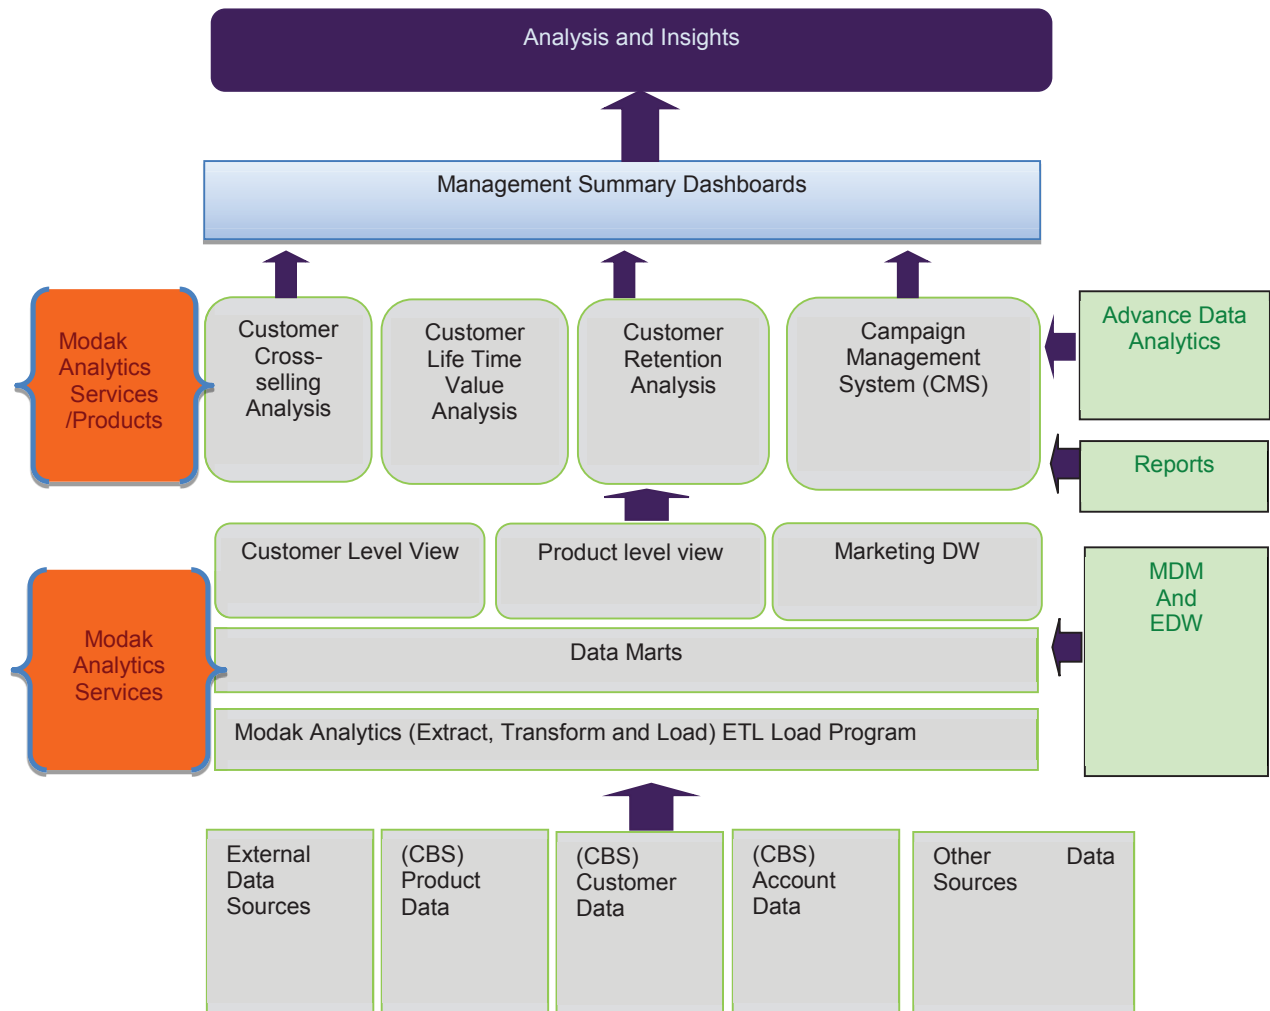 Analysis and Insights
Management Summary Dashboards
Modak
Analytics
Services
/Products
Customer
Cross-
selling
Analysis
Customer
Life Time
Value
Analysis
Customer
Retention
Analysis
Campaign
Management
System (CMS)
Advance Data
Analytics
Reports
Customer Level View
Product level view
Marketing DW
MDM
And
EDW
Modak
Analytics
Services
Data Marts
Modak Analytics (Extract, Transform and Load) ETL Load Program
External
Data
Sources
(CBS)
Product
Data
(CBS)
Customer
Data
(CBS)
Account
Data
Other Data
Sources